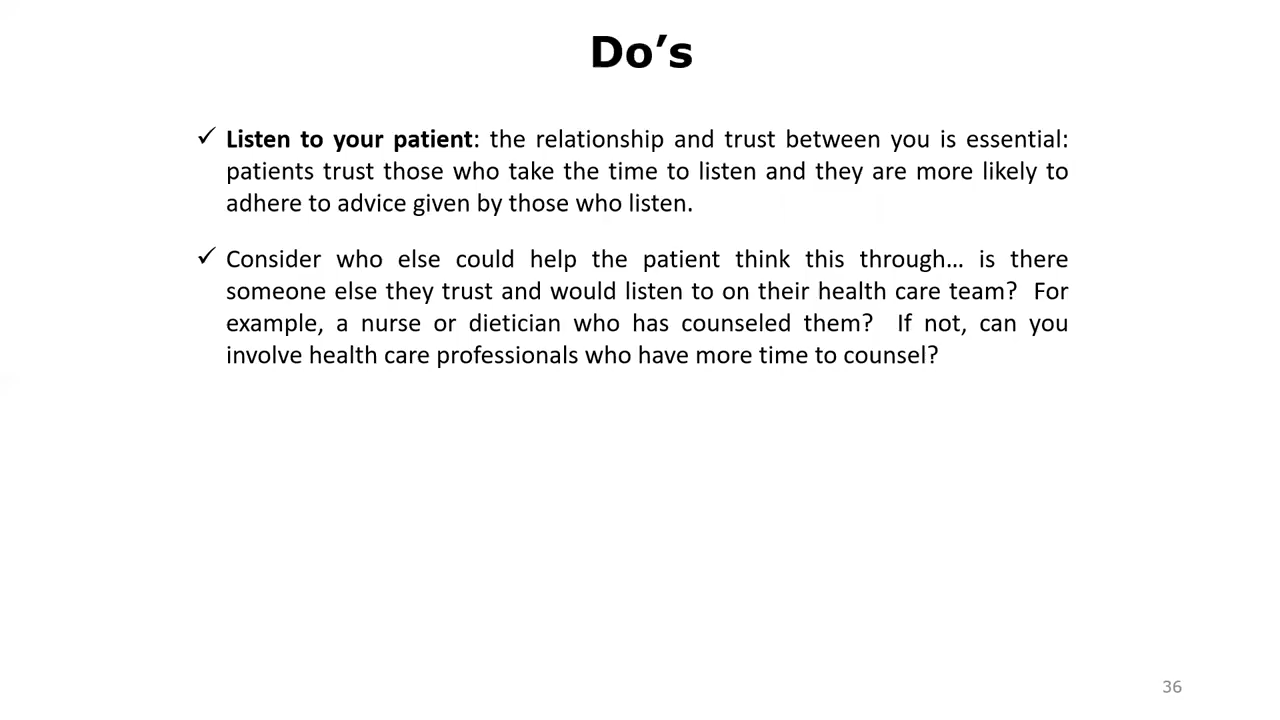 Do’s
✓ Listen to your patient: the relationship and trust between you is essential:
patients trust those who take the time to listen and they are more likely to
adhere to advice given by those who listen.
✓ Consider who else could help the patient think this through… is there
someone else they trust and would listen to on their health care team?  For
example, a nurse or dietician who has counseled them?  If not, can you
involve health care professionals who have more time to counsel?
36